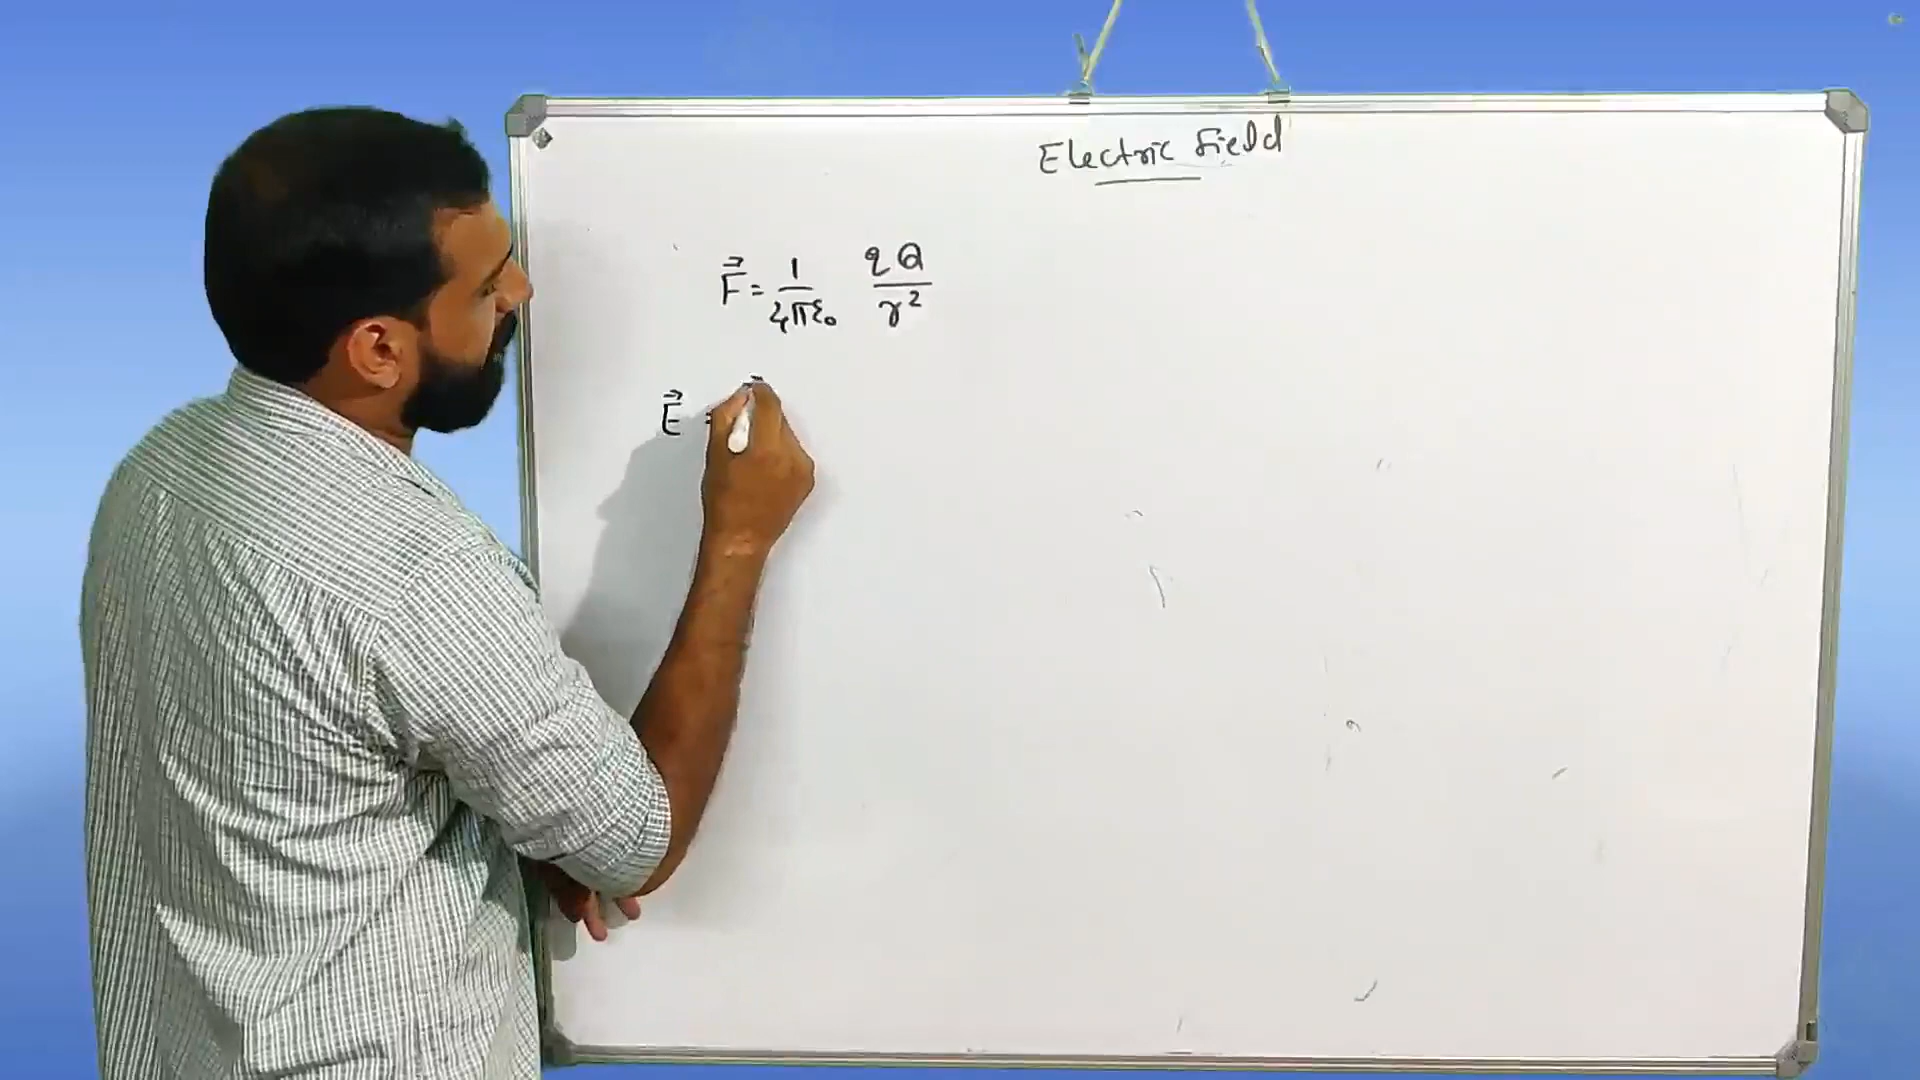 Electric field
F⃗ = 1/4πε₀ qQ/r²
E⃗ =